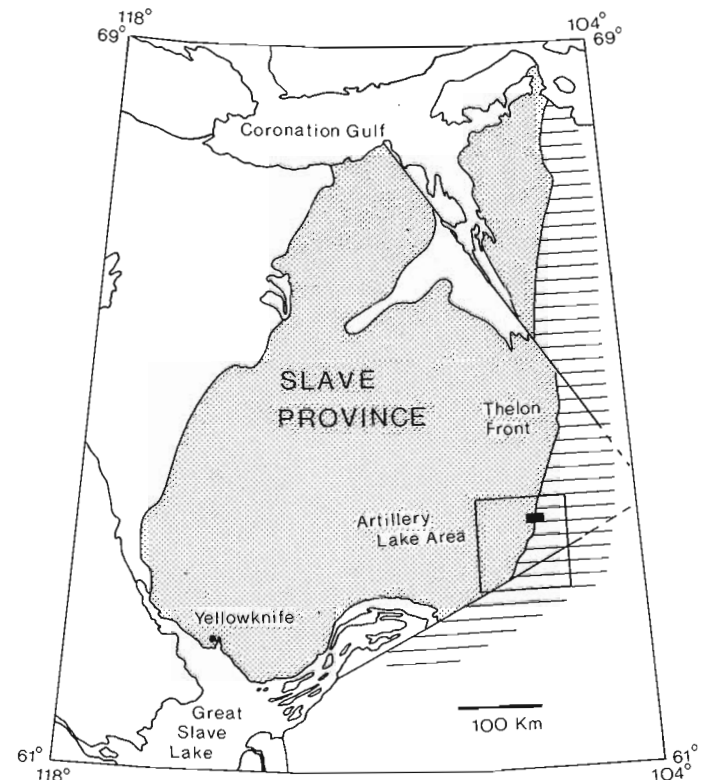 118°
69°
104°
69°
Coronation Gulf
SLAVE
PROVINCE
Thelon
Front
Artillery
Lake Area
Yellowknife
Great
Slave
Lake
100 Km
61°
118°
61°
104°